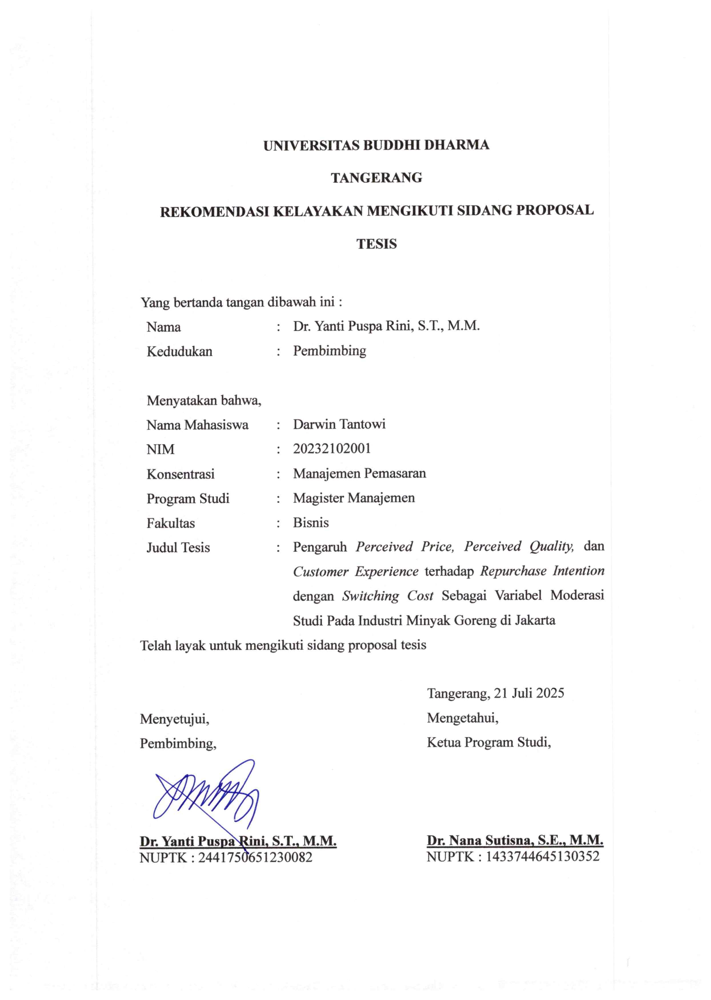 UNIVERSITAS BUDDHI DHARMA
TANGERANG
REKOMENDASI KELAYAKAN MENGIKUTI SIDANG PROPOSAL
TESIS
Yang bertanda tangan dibawah ini :
Nama : Dr. Yanti Puspa Rini, S.T., M.M.
Kedudukan : Pembimbing
Menyatakan bahwa,
Nama Mahasiswa : Darwin Tantowi
NIM : 20232102001
Konsentrasi : Manajemen Pemasaran
Program Studi : Magister Manajemen
Fakultas : Bisnis
Judul Tesis : Pengaruh Perceived Price, Perceived Quality, dan
Customer Experience terhadap Repurchase Intention
dengan Switching Cost Sebagai Variabel Moderasi
Studi Pada Industri Minyak Goreng di Jakarta
Telah layak untuk mengikuti sidang proposal tesis
Tangerang, 21 Juli 2025
Menyetujui, Mengetahui,
Pembimbing, Ketua Program Studi,
Dr. Yanti Puspa Rini, S.T., M.M. Dr. Nana Sutisna, S.E., M.M.
NUPTK : 2441750651230082 NUPTK : 1433744645130352